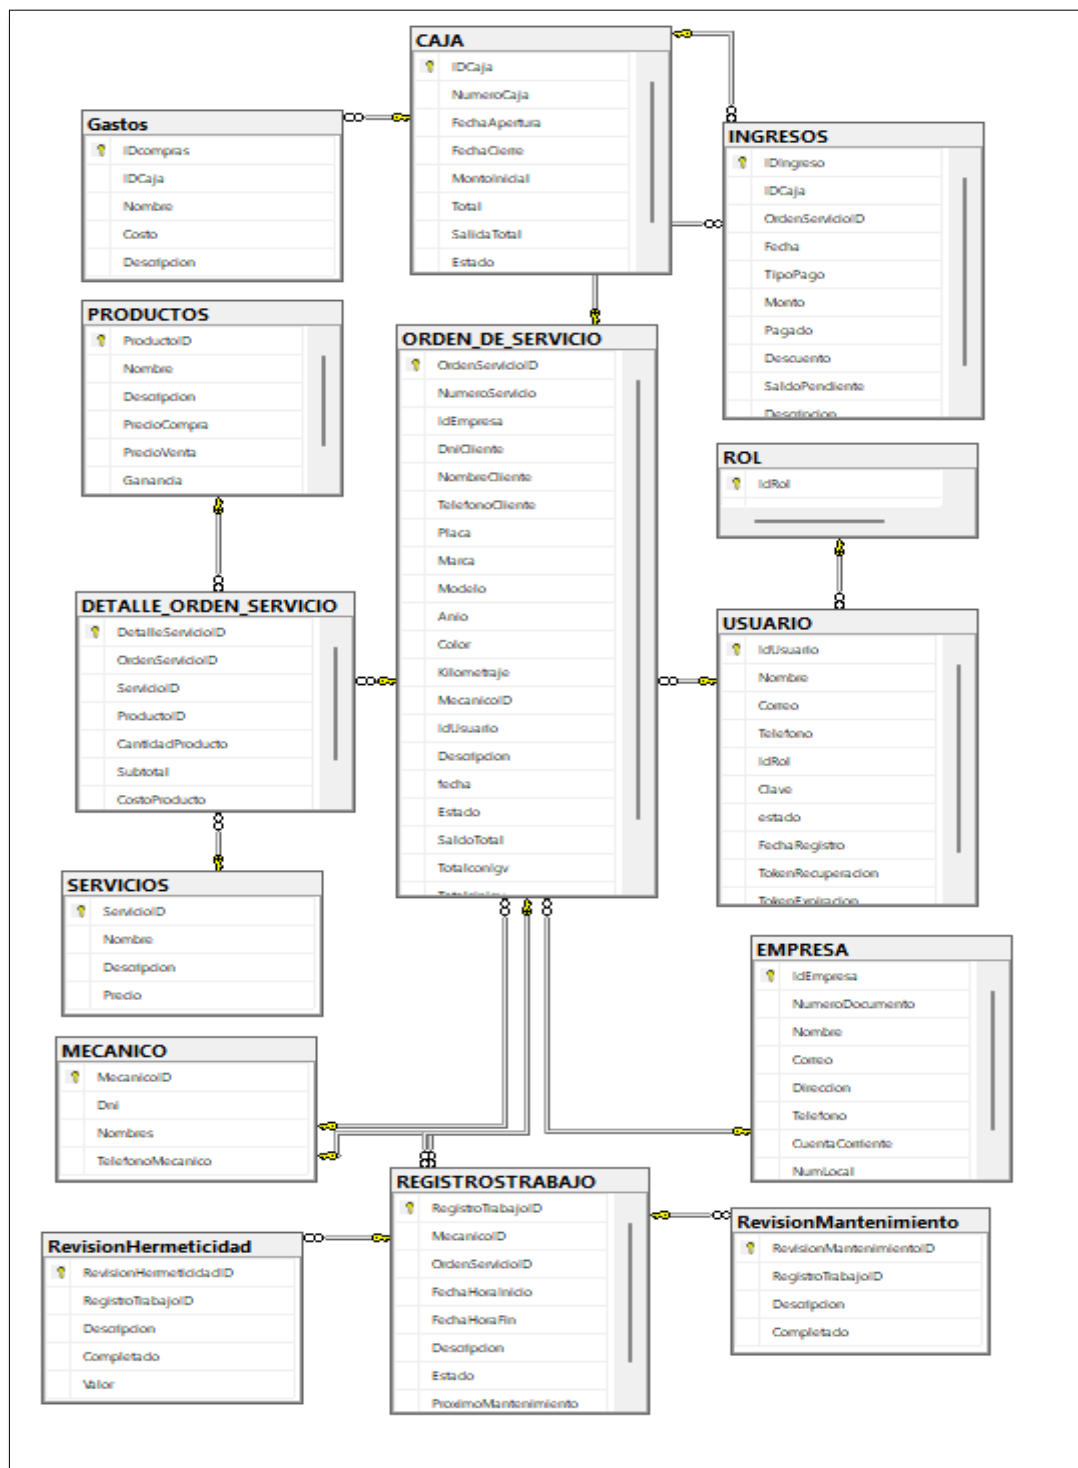 CAJA
IDCaja
NumeroCaja
FechaApertura
FechaCierre
MontoInicial
Total
SalidaTotal
Estado
Gastos
IDcompras
IDCaja
Nombre
Costo
Descripcion
INGRESOS
IDIngreso
IDCaja
OrdenServicioID
Fecha
TipoPago
Monto
Pagado
Descuento
SaldoPendiente
Descripcion
PRODUCTOS
ProductoID
Nombre
Descripcion
PrecioCompra
PrecioVenta
Ganancia
ORDEN_DE_SERVICIO
OrdenServicioID
NumeroServicio
IdEmpresa
DniCliente
NombreCliente
TelefonoCliente
Placa
Marca
Modelo
Anio
Color
Kilometraje
MecanicoID
IdUsuario
Descripcion
fecha
Estado
SaldoTotal
TotalconIgv
ROL
IdRol
DETALLE_ORDEN_SERVICIO
DetalleServicioID
OrdenServicioID
ServicioID
ProductoID
CantidadProducto
Subtotal
CostoProducto
USUARIO
IdUsuario
Nombre
Correo
Telefono
IdRol
Clave
estado
FechaRegistro
TokenRecuperacion
TokenExpiracion
SERVICIOS
ServicioID
Nombre
Descripcion
Precio
EMPRESA
IdEmpresa
NumeroDocumento
Nombre
Correo
Direccion
Telefono
CuentaCorriente
NumLocal
MECANICO
MecanicoID
Dni
Nombres
TelefonoMecanico
REGISTROSTRABAJO
RegistroTrabajoID
MecanicoID
OrdenServicioID
FechaHoraInicio
FechaHoraFin
Descripcion
Estado
ProximoMantenimiento
RevisionHermeticidad
RevisionHermeticidadID
RegistroTrabajoID
Descripcion
Completado
Valor
RevisionMantenimiento
RevisionMantenimientoID
RegistroTrabajoID
Descripcion
Completado